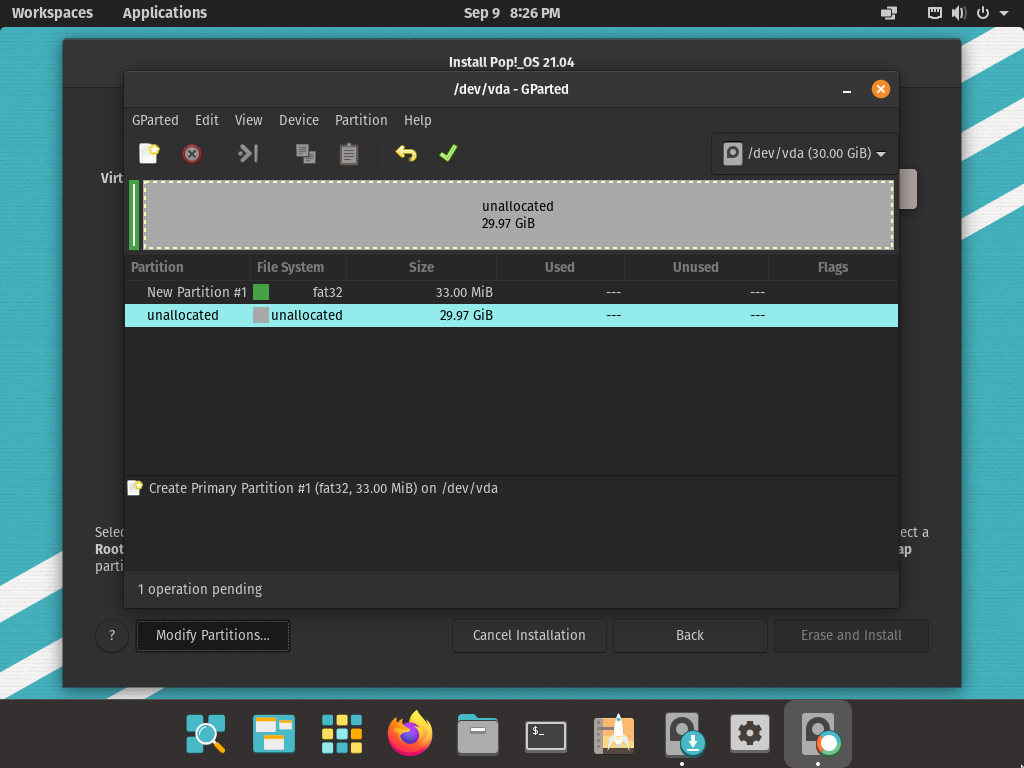 Workspaces Applications Sep 9 8:26 PM
Install Pop!_OS 21.04
/dev/vda - GParted
GParted Edit View Device Partition Help
/dev/vda (30.00 GiB)
Virt
unallocated
29.97 GiB
Partition File System Size Used Unused Flags
New Partition #1 fat32 33.00 MiB --- ---
unallocated unallocated 29.97 GiB --- ---
Create Primary Partition #1 (fat32, 33.00 MiB) on /dev/vda
Selec ect a
Root ap
parti
1 operation pending
? Modify Partitions... Cancel Installation Back Erase and Install
$_